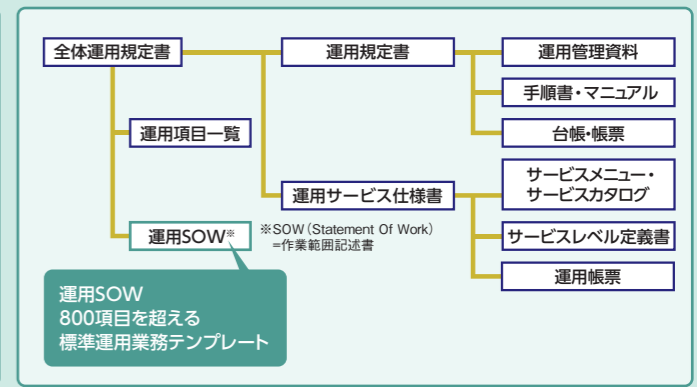 全体運用規定書
運用規定書
運用管理資料
手順書・マニュアル
台帳・帳票
運用項目一覧
運用サービス仕様書
サービスメニュー・
サービスカタログ
サービスレベル定義書
運用帳票
運用SOW※
※SOW(Statement Of Work)
=作業範囲記述書
運用SOW
800項目を超える
標準運用業務テンプレート